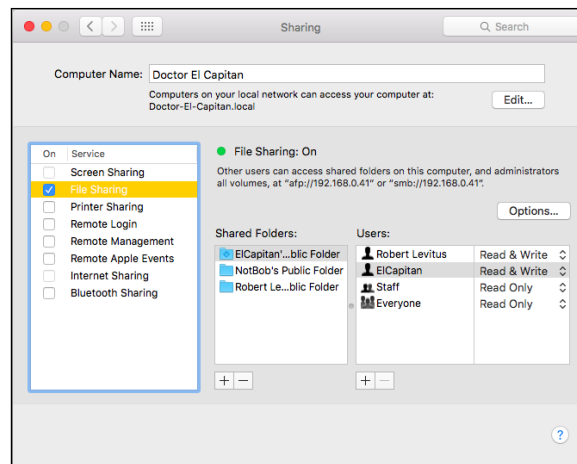 Sharing
Search
Computer Name: Doctor El Capitan
Computers on your local network can access your computer at:
Doctor-El-Capitan.local
Edit...
On Service
Screen Sharing
File Sharing
Printer Sharing
Remote Login
Remote Management
Remote Apple Events
Internet Sharing
Bluetooth Sharing
File Sharing: On
Other users can access shared folders on this computer, and administrators
all volumes, at “afp://192.168.0.41” or “smb://192.168.0.41”.
Options...
Shared Folders:
ElCapitan'...blic Folder
NotBob's Public Folder
Robert Le...blic Folder
Users:
Robert Levitus Read & Write
ElCapitan Read & Write
Staff Read Only
Everyone Read Only
+ −
+ −
?